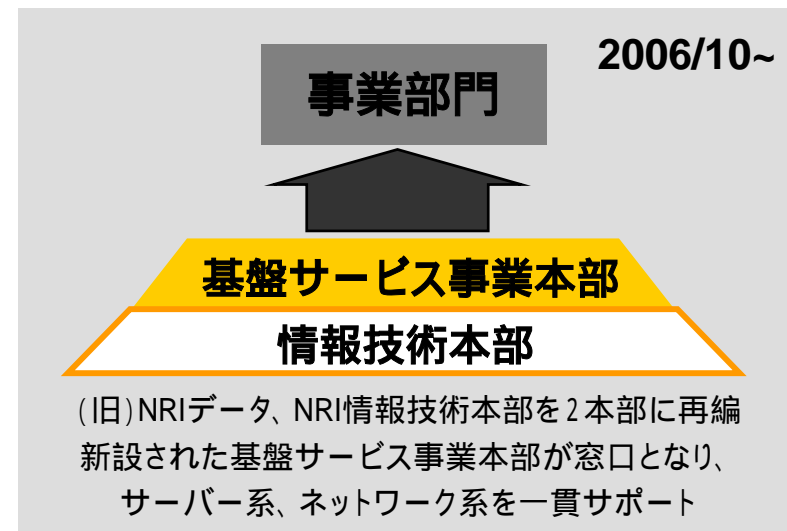 2006/10~
事業部門
基盤サービス事業本部
情報技術本部
(旧)NRIデータ、NRI情報技術本部を2本部に再編
新設された基盤サービス事業本部が窓口となり、
サーバー系、ネットワーク系を一貫サポート